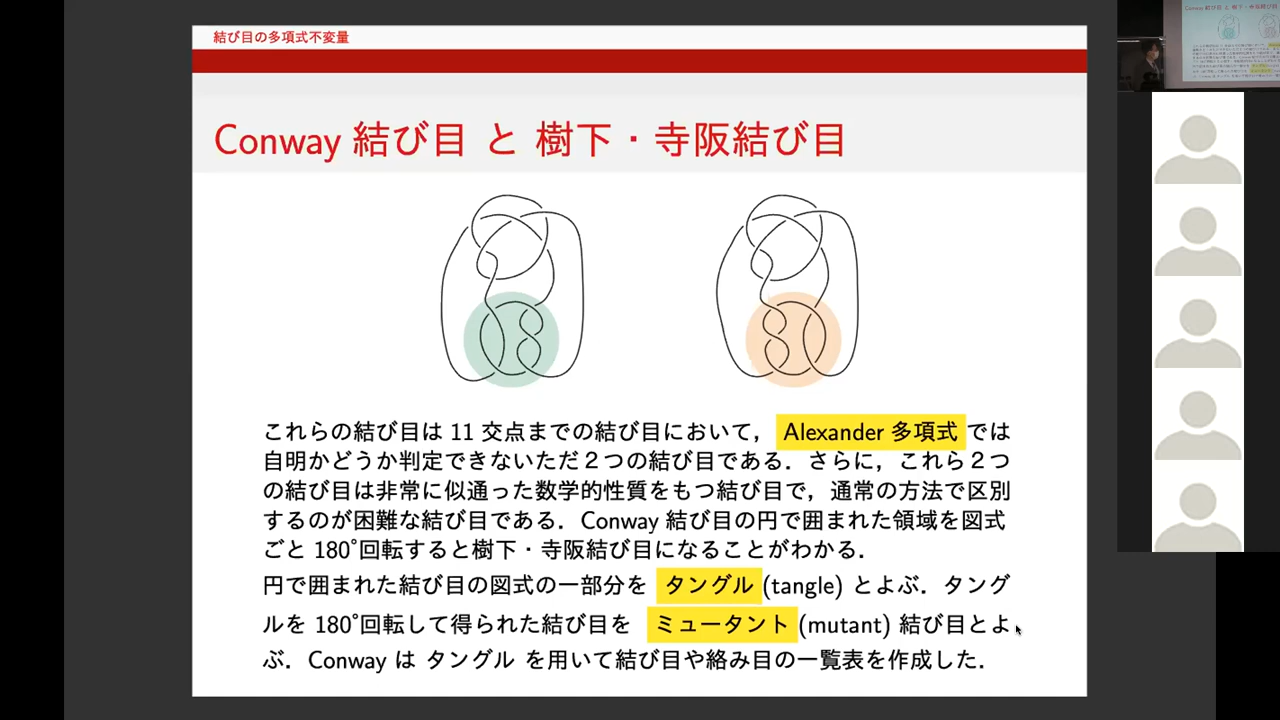 結び目の多項式不変量
Conway 結び目 と 樹下・寺阪結び目
これらの結び目は 11 交点までの結び目において，Alexander 多項式 では
自明かどうか判定できないただ２つの結び目である．さらに，これら２つ
の結び目は非常に似通った数学的性質をもつ結び目で，通常の方法で区別
するのが困難な結び目である．Conway 結び目の円で囲まれた領域を図式
ごと 180°回転すると樹下・寺阪結び目になることがわかる．
円で囲まれた結び目の図式の一部分を タングル (tangle) とよぶ．タング
ルを 180°回転して得られた結び目を ミュータント (mutant) 結び目とよ
ぶ．Conway は タングル を用いて結び目や絡み目の一覧表を作成した．
Conway 結び目 と 樹下・寺阪結び目